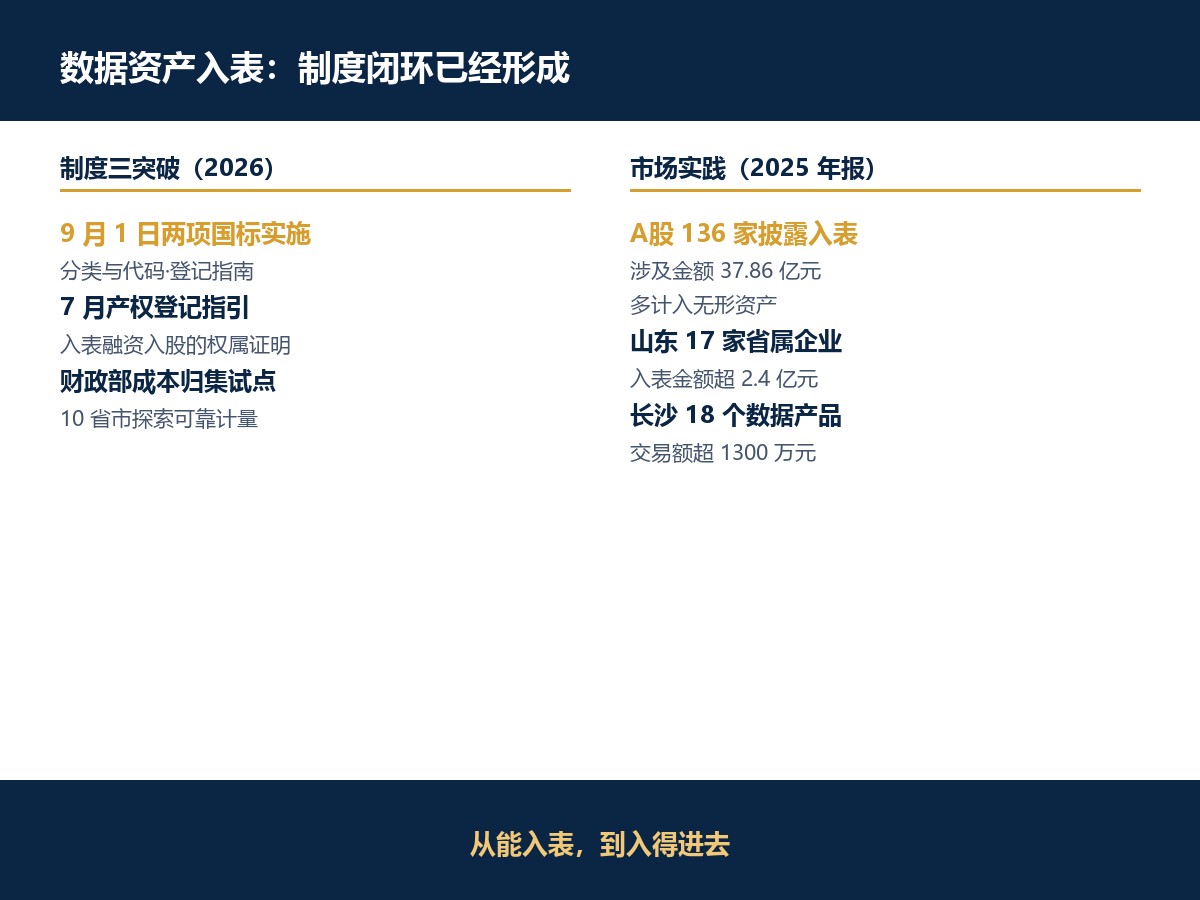 数据资产入表：制度闭环已经形成
制度三突破（2026）
9 月 1 日两项国标实施
分类与代码·登记指南
7 月产权登记指引
入表融资入股的权属证明
财政部成本归集试点
10 省市探索可靠计量
市场实践（2025 年报）
A股 136 家披露入表
涉及金额 37.86 亿元
多计入无形资产
山东 17 家省属企业
入表金额超 2.4 亿元
长沙 18 个数据产品
交易额超 1300 万元
从能入表，到入得进去